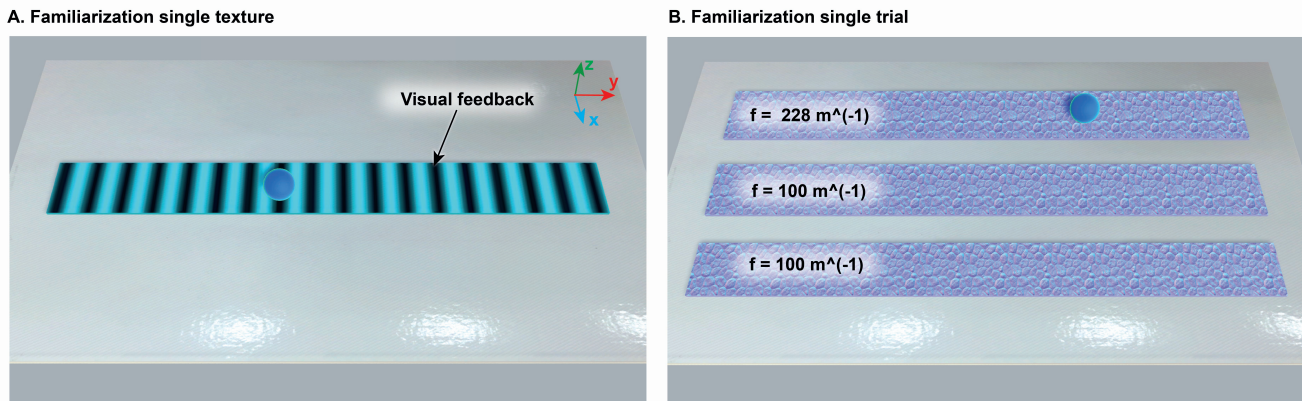 A. Familiarization single texture
Visual feedback
z
y
x
B. Familiarization single trial
f =  228 m^(-1)
f = 100 m^(-1)
f = 100 m^(-1)